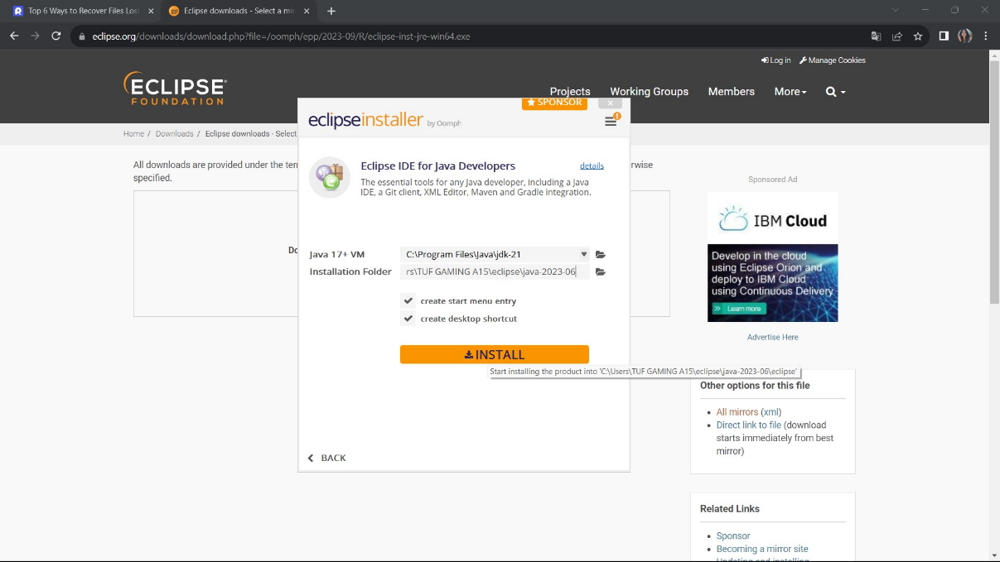 Top 6 Ways to Recover Files Lost
Eclipse downloads - Select a mir
eclipse.org/downloads/download.php?file=/oomph/epp/2023-09/R/eclipse-inst-jre-win64.exe
Log in Manage Cookies
ECLIPSE
FOUNDATION
Projects Working Groups Members More
Home / Downloads / Eclipse downloads - Select
All downloads are provided under the ter
rwise
specified.
Do
SPONSOR
eclipseinstaller by Oomph
Eclipse IDE for Java Developers details
The essential tools for any Java developer, including a Java
IDE, a Git client, XML Editor, Maven and Gradle integration.
Java 17+ VM C:\Program Files\Java\jdk-21
Installation Folder rs\TUF GAMING A15\eclipse\java-2023-06
create start menu entry
create desktop shortcut
INSTALL
Start installing the product into 'C:\Users\TUF GAMING A15\eclipse\java-2023-06\eclipse'
BACK
Sponsored Ad
IBM Cloud
Develop in the cloud
using Eclipse Orion and
deploy to IBM Cloud
using Continuous Delivery
Learn more
Advertise Here
Other options for this file
All mirrors (xml)
Direct link to file (download
starts immediately from best
mirror)
Related Links
Sponsor
Becoming a mirror site
Updating and installing